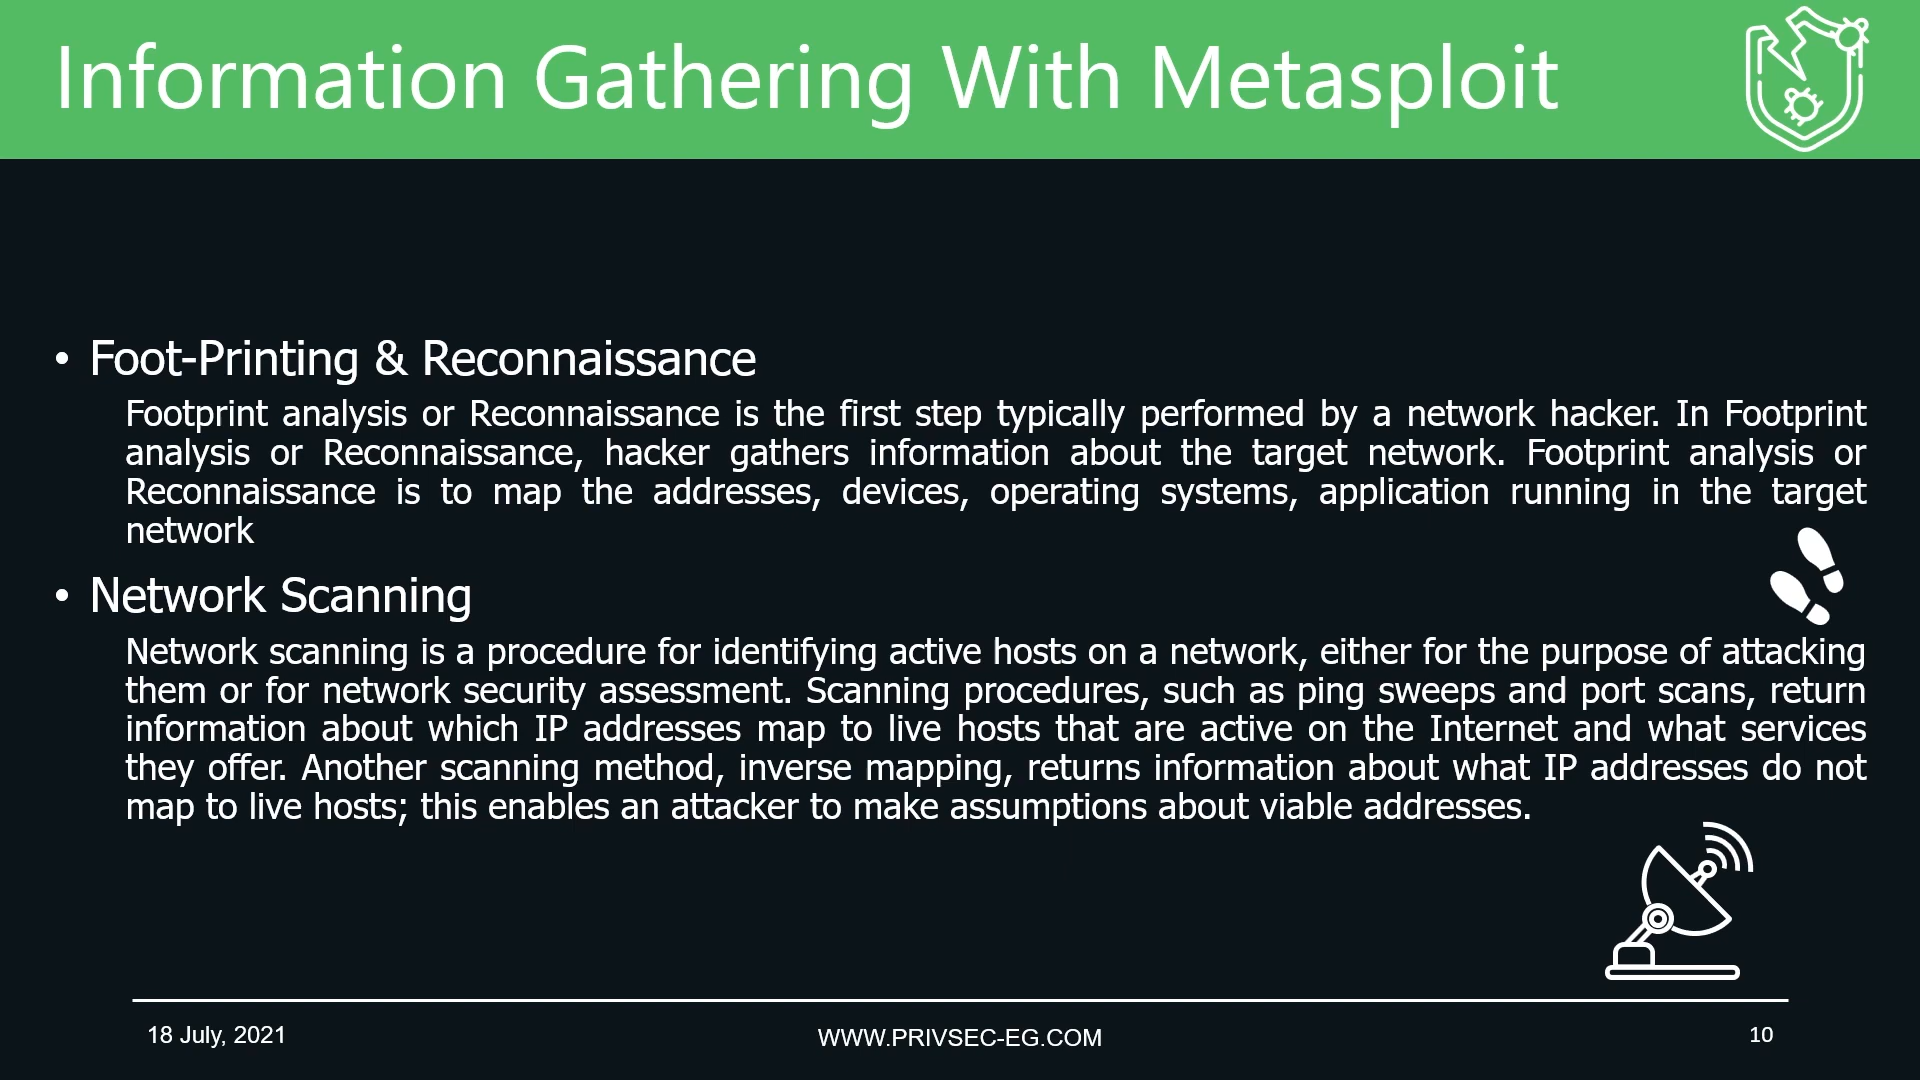 Information Gathering With Metasploit
• Foot-Printing & Reconnaissance
Footprint analysis or Reconnaissance is the first step typically performed by a network hacker. In Footprint
analysis or Reconnaissance, hacker gathers information about the target network. Footprint analysis or
Reconnaissance is to map the addresses, devices, operating systems, application running in the target
network
• Network Scanning
Network scanning is a procedure for identifying active hosts on a network, either for the purpose of attacking
them or for network security assessment. Scanning procedures, such as ping sweeps and port scans, return
information about which IP addresses map to live hosts that are active on the Internet and what services
they offer. Another scanning method, inverse mapping, returns information about what IP addresses do not
map to live hosts; this enables an attacker to make assumptions about viable addresses.
18 July, 2021
WWW.PRIVSEC-EG.COM
10